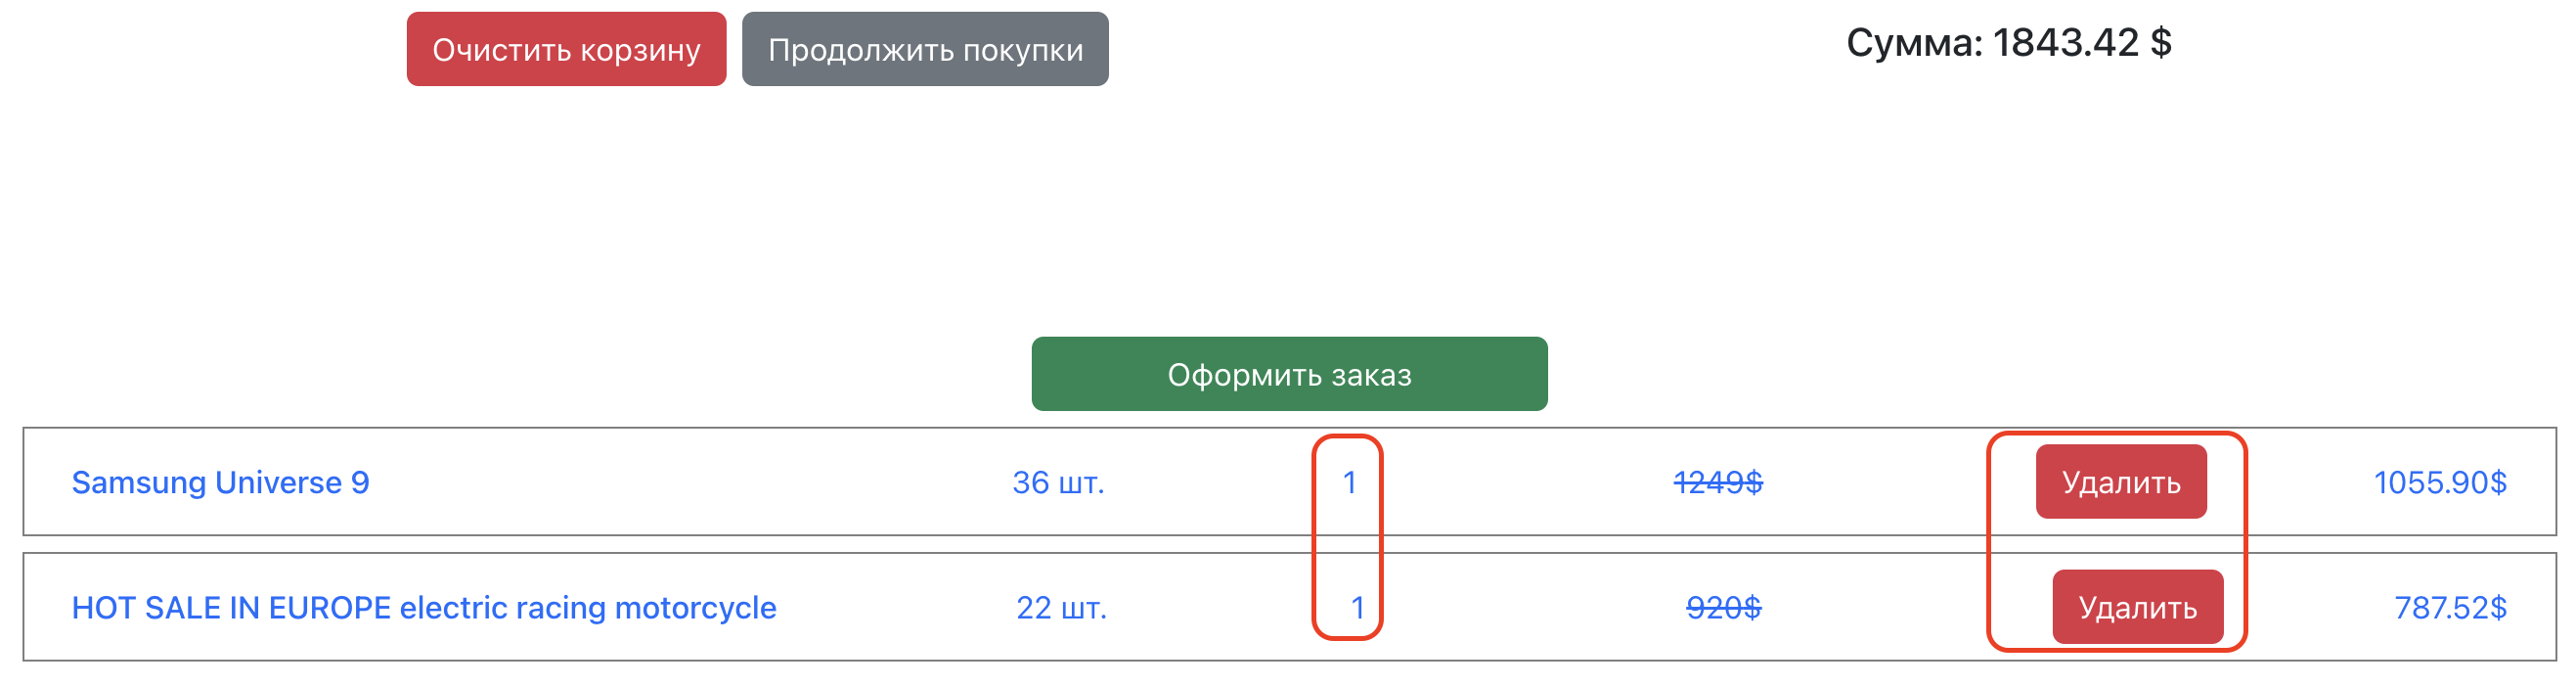 Очистить корзину Продолжить покупки Сумма: 1843.42 $
Оформить заказ
Samsung Universe 9 36 шт. 1 1249$ Удалить 1055.90$
HOT SALE IN EUROPE electric racing motorcycle 22 шт. 1 920$ Удалить 787.52$